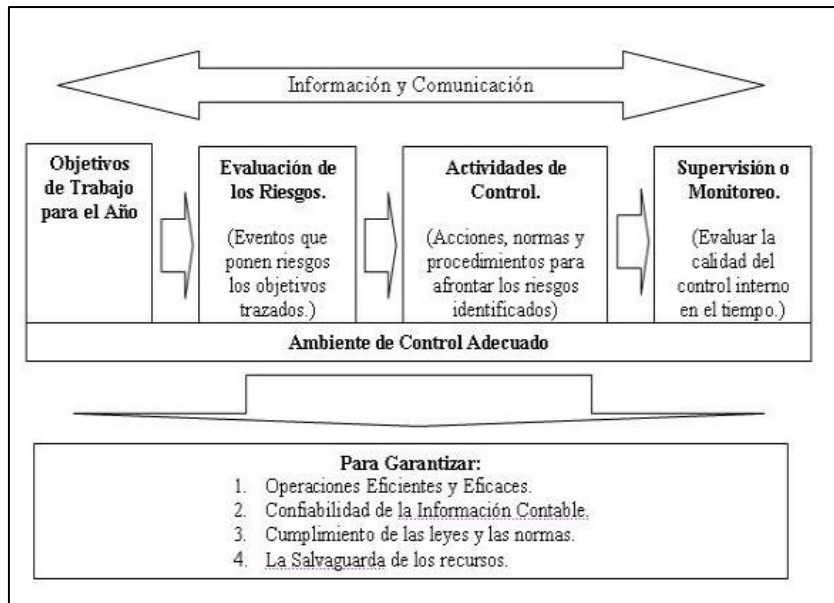 Información y Comunicación
Objetivos
de Trabajo
para el Año
Evaluación de
los Riesgos.
(Eventos que
ponen riesgos
los objetivos
trazados.)
Actividades de
Control.
(Acciones, normas y
procedimientos para
afrontar los riesgos
identificados)
Supervisión o
Monitoreo.
(Evaluar la
calidad del
control interno
en el tiempo.)
Ambiente de Control Adecuado
Para Garantizar:
1. Operaciones Eficientes y Eficaces.
2. Confiabilidad de la Información Contable.
3. Cumplimiento de las leyes y las normas.
4. La Salvaguarda de los recursos.